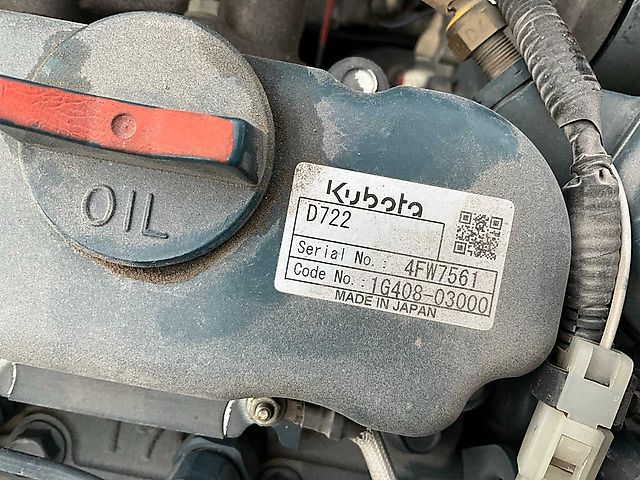 OIL
Kubota
D722
Serial No.: 4FW7561
Code No.: 1G408-03000
MADE IN JAPAN